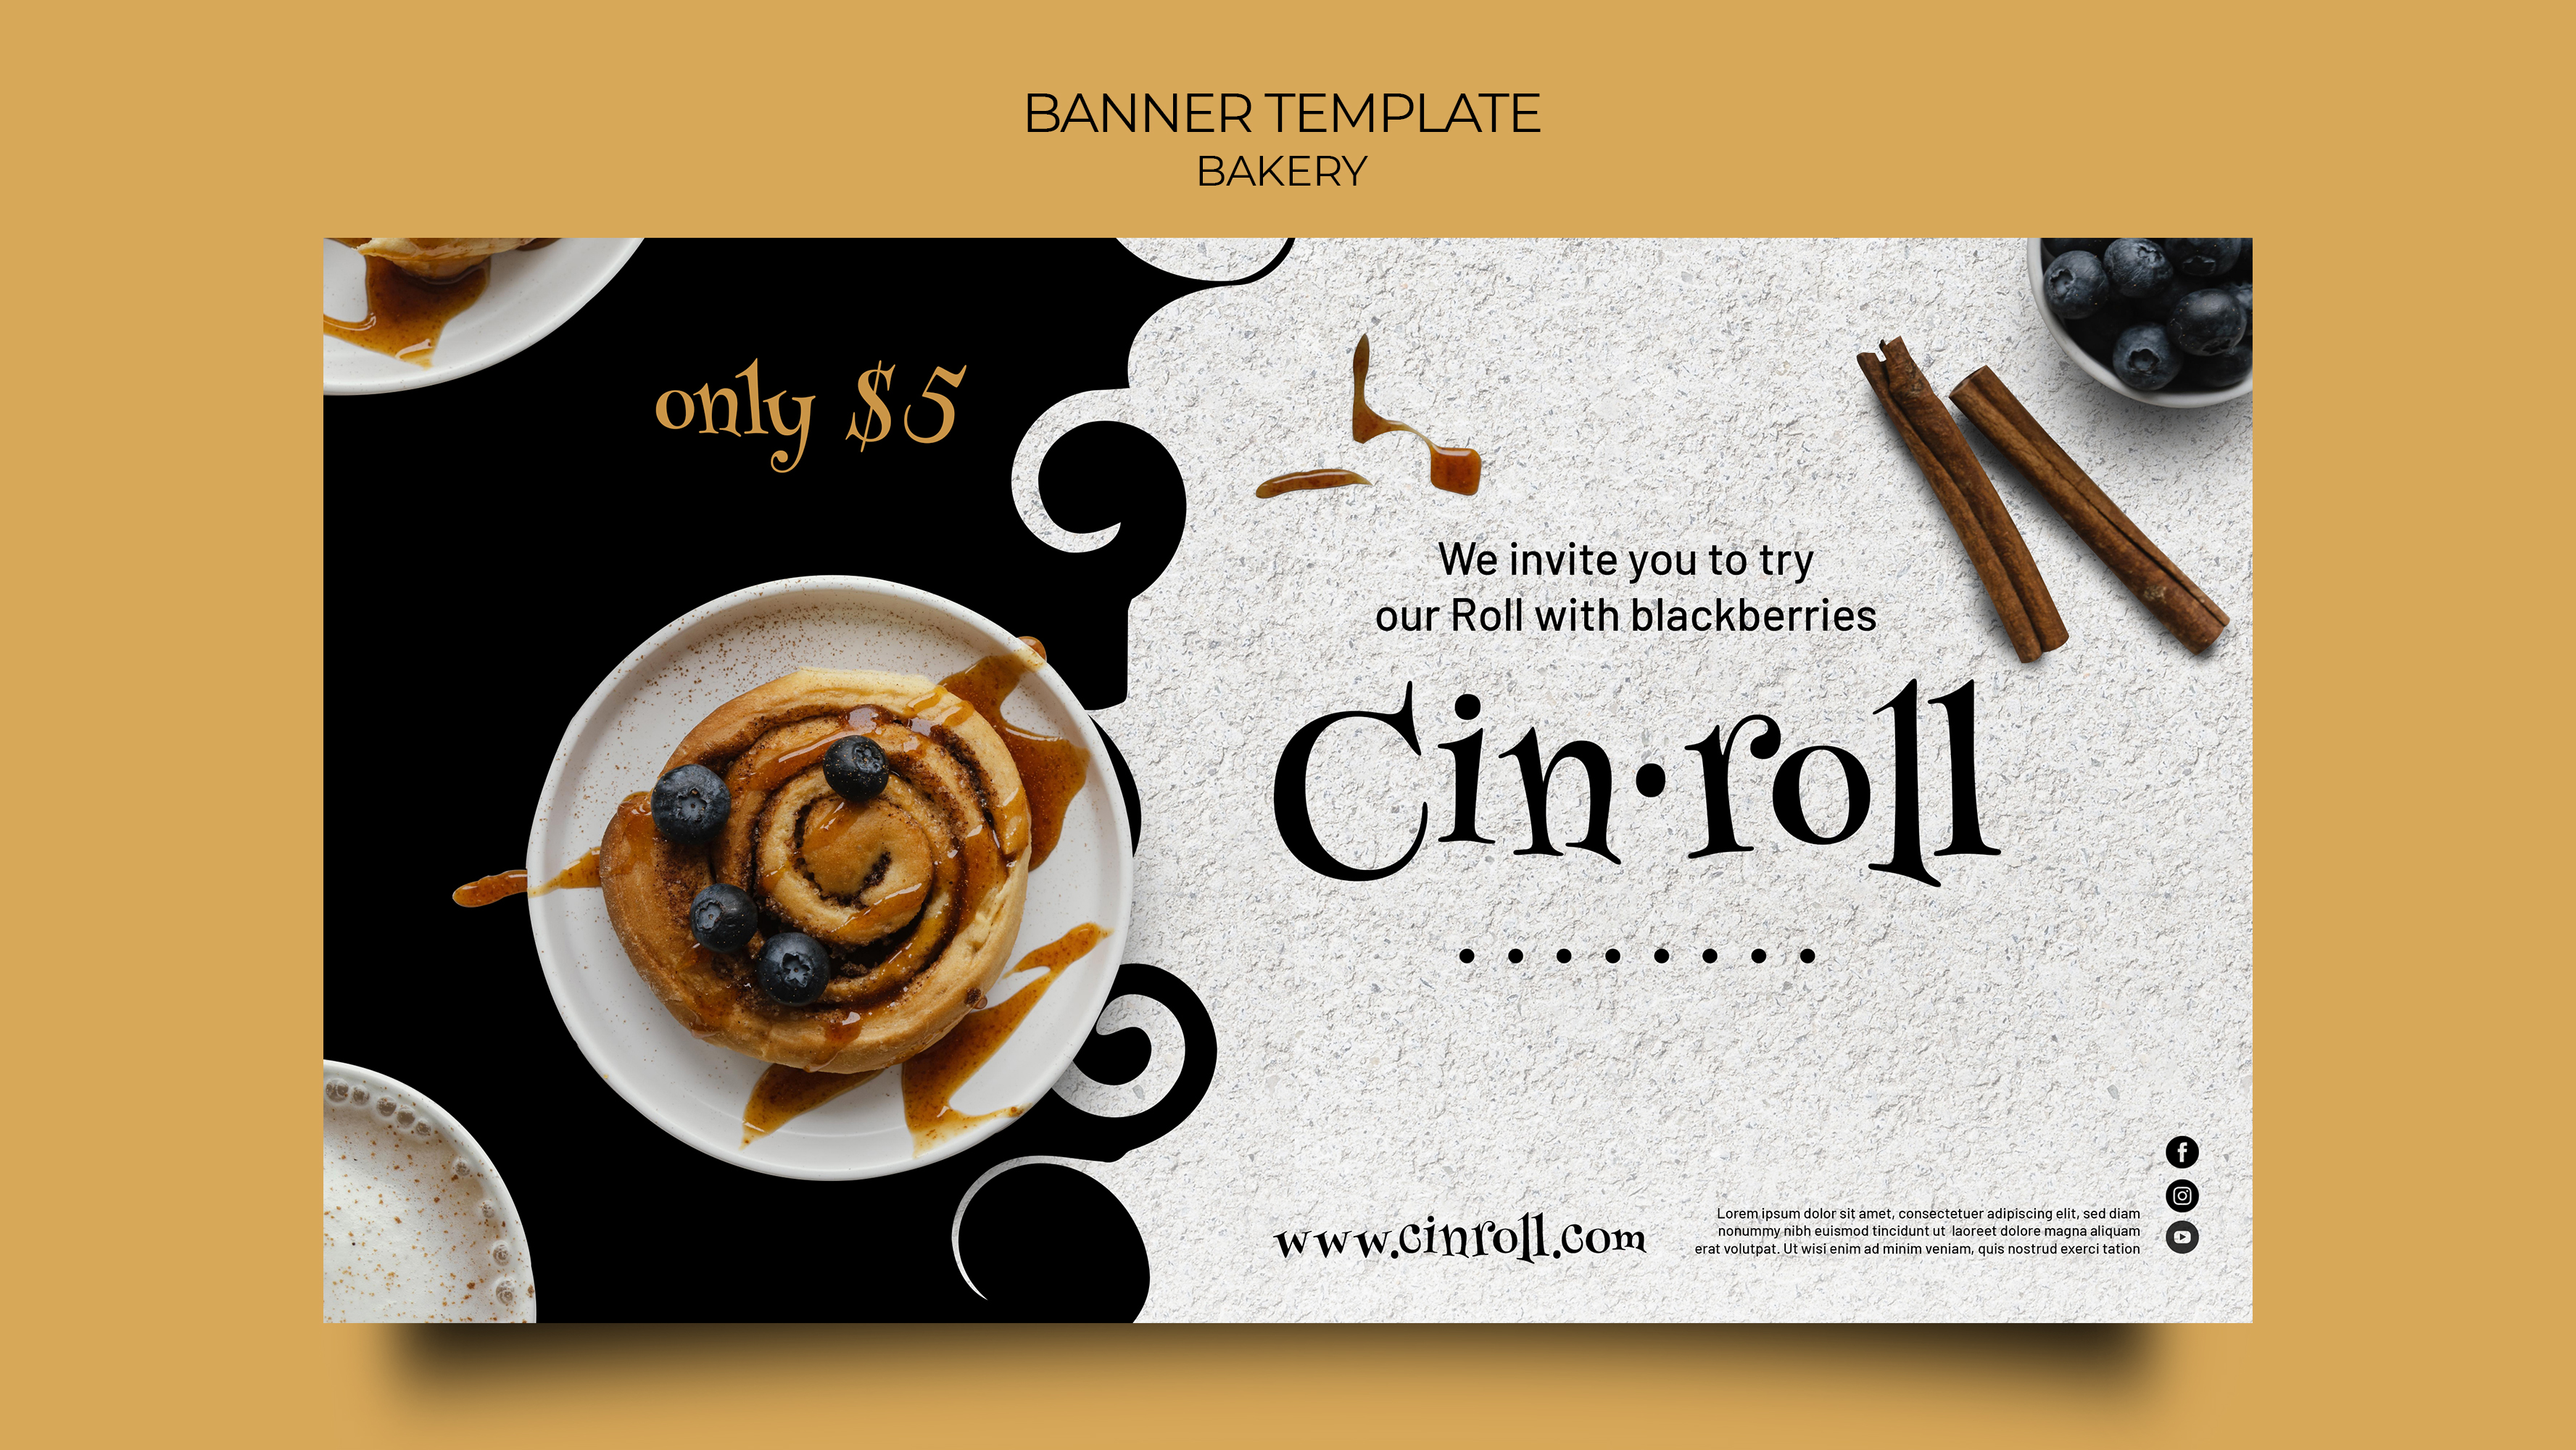 BANNER TEMPLATE
BAKERY
only $5
We invite you to try
our Roll with blackberries
Cin·roll
www.cinroll.com
Lorem ipsum dolor sit amet, consectetuer adipiscing elit, sed diam
nonummy nibh euismod tincidunt ut laoreet dolore magna aliquam
erat volutpat. Ut wisi enim ad minim veniam, quis nostrud exerci tation